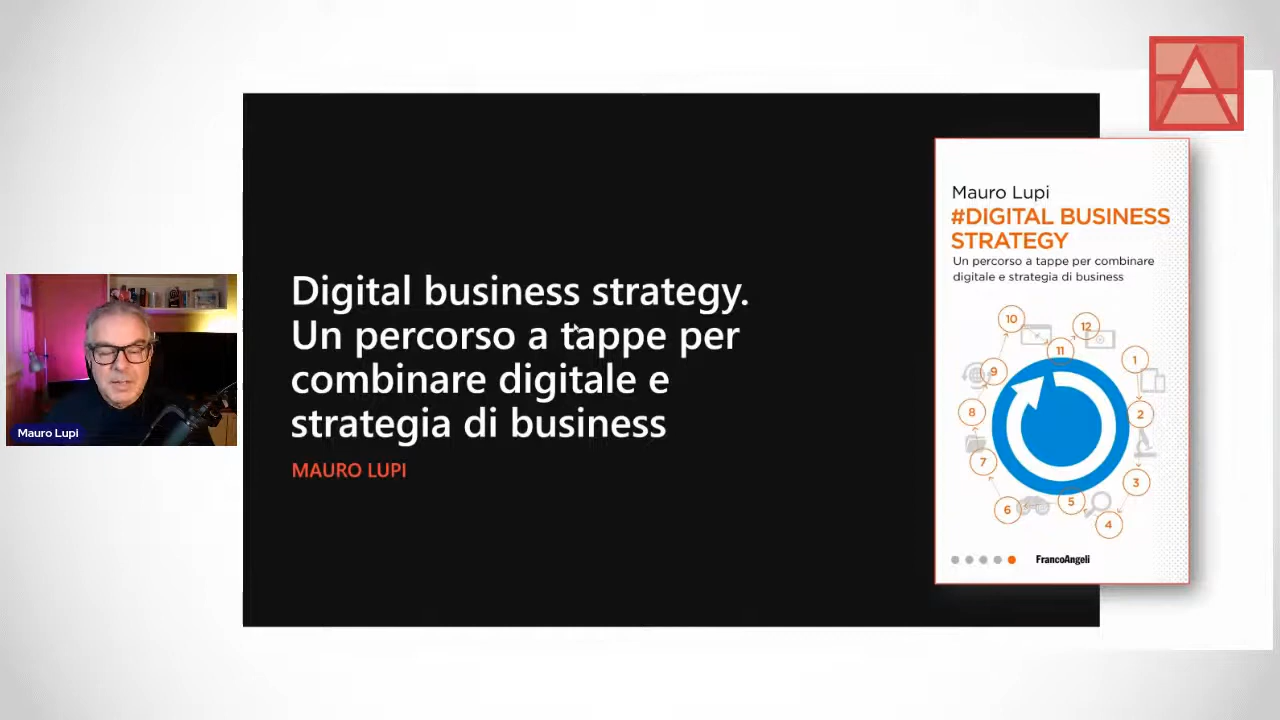 Mauro Lupi
Digital business strategy.
Un percorso a tappe per
combinare digitale e
strategia di business
MAURO LUPI
Mauro Lupi
#DIGITAL BUSINESS
STRATEGY
Un percorso a tappe per combinare
digitale e strategia di business
10
12
11
1
9
8
2
7
3
6
5
4
FrancoAngeli